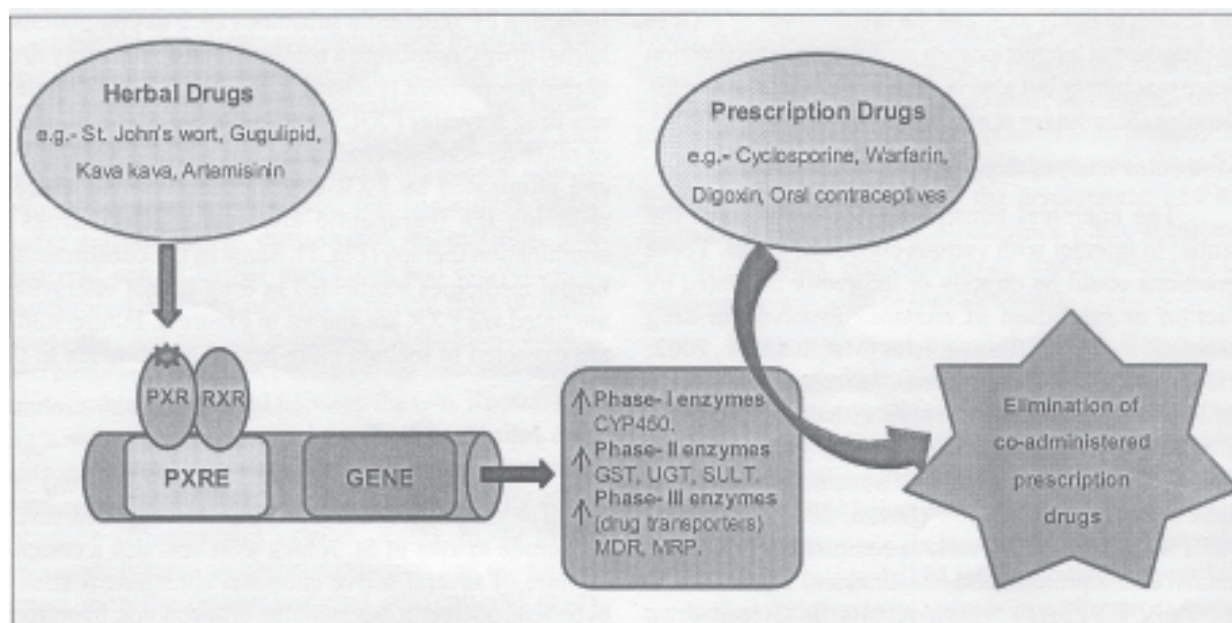 Herbal Drugs
e.g.- St. John's wort, Gugulipid,
Kava kava, Artemisinin
Prescription Drugs
e.g.- Cyclosporine, Warfarin,
Digoxin, Oral contraceptives
PXR
RXR
PXRE
GENE
↑Phase- I enzymes
CYP450.
↑Phase- II enzymes
GST, UGT, SULT.
↑Phase- III enzymes
(drug transporters)
MDR, MRP.
Elimination of
co-administered
prescription
drugs